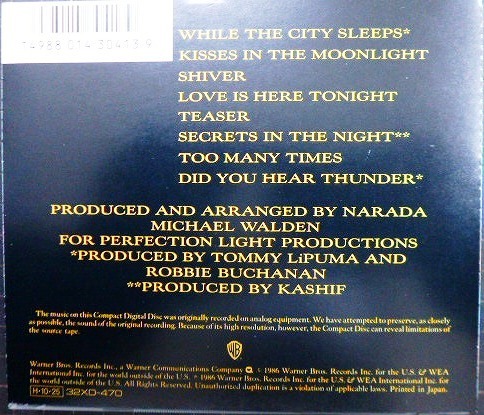 WHILE THE CITY SLEEPS*
KISSES IN THE MOONLIGHT
SHIVER
LOVE IS HERE TONIGHT
TEASER
SECRETS IN THE NIGHT**
TOO MANY TIMES
DID YOU HEAR THUNDER*
PRODUCED AND ARRANGED BY NARADA
MICHAEL WALDEN
FOR PERFECTION LIGHT PRODUCTIONS
*PRODUCED BY TOMMY LiPUMA AND
ROBBIE BUCHANAN
**PRODUCED BY KASHIF
The music on this Compact Digital Disc was originally recorded on analog equipment. We have attempted to preserve, as closely
as possible, the sound of the original recording. Because of its high resolution, however, the Compact Disc can reveal limitations of
the source tape.
Warner Bros. Records Inc., a Warner Communications Company. ℗ 1986 Warner Bros. Records Inc. for the U.S. & WEA
International Inc. for the world outside of the U.S. © 1986 Warner Bros. Records Inc. for the U.S. & WEA International Inc. for
the world outside of the U.S. All Rights Reserved. Unauthorized duplication is a violation of applicable laws. Printed in Japan.
H·10·25 32XD-470